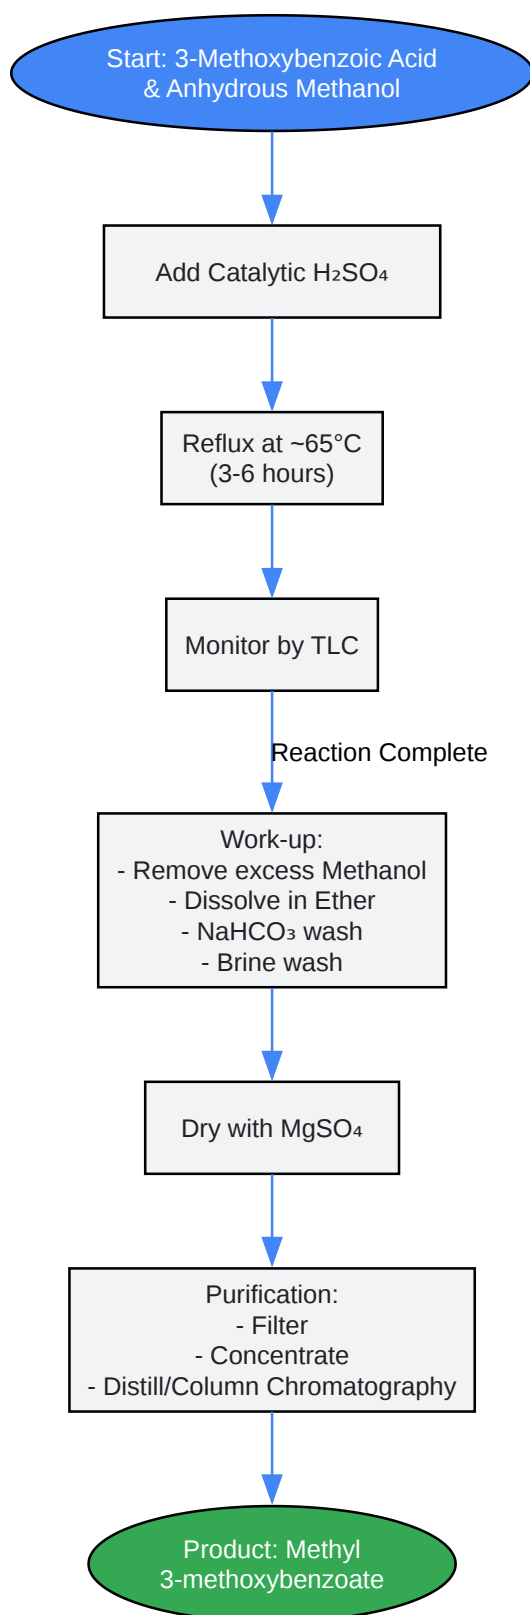 Start: 3-Methoxybenzoic Acid
& Anhydrous Methanol
Add Catalytic H₂SO₄
Reflux at ~65°C
(3-6 hours)
Monitor by TLC
Reaction Complete
Work-up:
- Remove excess Methanol
- Dissolve in Ether
- NaHCO₃ wash
- Brine wash
Dry with MgSO₄
Purification:
- Filter
- Concentrate
- Distill/Column Chromatography
Product: Methyl
3-methoxybenzoate